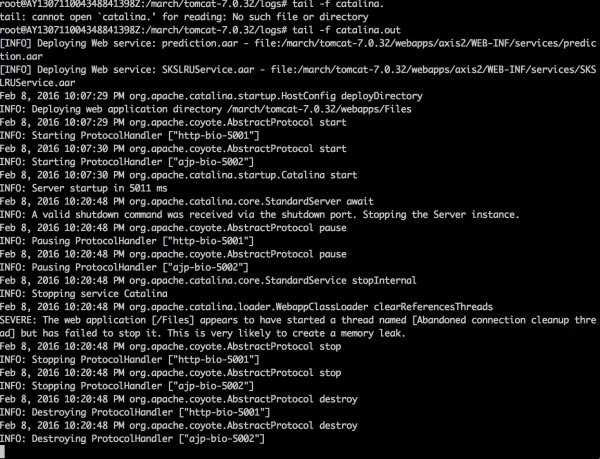 root@AY130711004348841398Z:/march/tomcat-7.0.32/logs# tail -f catalina.
tail: cannot open `catalina.' for reading: No such file or directory
root@AY130711004348841398Z:/march/tomcat-7.0.32/logs# tail -f catalina.out
[INFO] Deploying Web service: prediction.aar - file:/march/tomcat-7.0.32/webapps/axis2/WEB-INF/services/predic
tion.aar
[INFO] Deploying Web service: SKSLRUService.aar - file:/march/tomcat-7.0.32/webapps/axis2/WEB-INF/services/SKS
LRUService.aar
Feb 8, 2016 10:07:29 PM org.apache.catalina.startup.HostConfig deployDirectory
INFO: Deploying web application directory /march/tomcat-7.0.32/webapps/Files
Feb 8, 2016 10:07:29 PM org.apache.coyote.AbstractProtocol start
INFO: Starting ProtocolHandler ["http-bio-5001"]
Feb 8, 2016 10:07:30 PM org.apache.coyote.AbstractProtocol start
INFO: Starting ProtocolHandler ["ajp-bio-5002"]
Feb 8, 2016 10:07:30 PM org.apache.catalina.startup.Catalina start
INFO: Server startup in 5011 ms
Feb 8, 2016 10:20:48 PM org.apache.catalina.core.StandardServer await
INFO: A valid shutdown command was received via the shutdown port. Stopping the Server instance.
Feb 8, 2016 10:20:48 PM org.apache.coyote.AbstractProtocol pause
INFO: Pausing ProtocolHandler ["http-bio-5001"]
Feb 8, 2016 10:20:48 PM org.apache.coyote.AbstractProtocol pause
INFO: Pausing ProtocolHandler ["ajp-bio-5002"]
Feb 8, 2016 10:20:48 PM org.apache.catalina.core.StandardService stopInternal
INFO: Stopping service Catalina
Feb 8, 2016 10:20:48 PM org.apache.catalina.loader.WebappClassLoader clearReferencesThreads
SEVERE: The web application [/Files] appears to have started a thread named [Abandoned connection cleanup thre
ad] but has failed to stop it. This is very likely to create a memory leak.
Feb 8, 2016 10:20:48 PM org.apache.coyote.AbstractProtocol stop
INFO: Stopping ProtocolHandler ["http-bio-5001"]
Feb 8, 2016 10:20:48 PM org.apache.coyote.AbstractProtocol stop
INFO: Stopping ProtocolHandler ["ajp-bio-5002"]
Feb 8, 2016 10:20:48 PM org.apache.coyote.AbstractProtocol destroy
INFO: Destroying ProtocolHandler ["http-bio-5001"]
Feb 8, 2016 10:20:48 PM org.apache.coyote.AbstractProtocol destroy
INFO: Destroying ProtocolHandler ["ajp-bio-5002"]